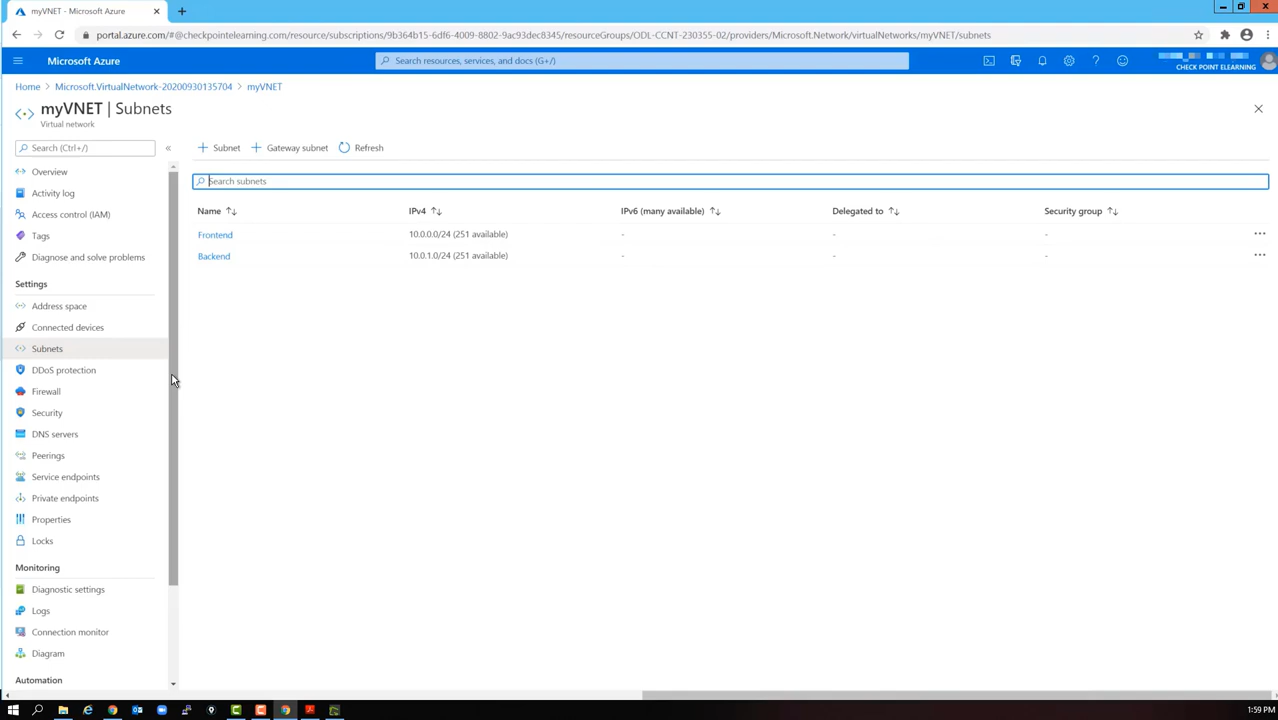 myVNET - Microsoft Azure
portal.azure.com/#@checkpointelearning.com/resource/subscriptions/9b364b15-6df6-4009-8802-9ac93dec8345/resourceGroups/ODL-CCNT-230355-02/providers/Microsoft.Network/virtualNetworks/myVNET/subnets
Microsoft Azure
Search resources, services, and docs (G+/)
CHECK POINT ELEARNING
Home > Microsoft.VirtualNetwork-20200930135704 > myVNET
myVNET | Subnets
Virtual network
Search (Ctrl+/)
«
+ Subnet + Gateway subnet Refresh
Overview
Activity log
Access control (IAM)
Tags
Diagnose and solve problems
Settings
Address space
Connected devices
Subnets
DDoS protection
Firewall
Security
DNS servers
Peerings
Service endpoints
Private endpoints
Properties
Locks
Monitoring
Diagnostic settings
Logs
Connection monitor
Diagram
Automation
Search subnets
Name IPv4 IPv6 (many available) Delegated to Security group
Frontend 10.0.0.0/24 (251 available) - - - ...
Backend 10.0.1.0/24 (251 available) - - - ...
1:59 PM